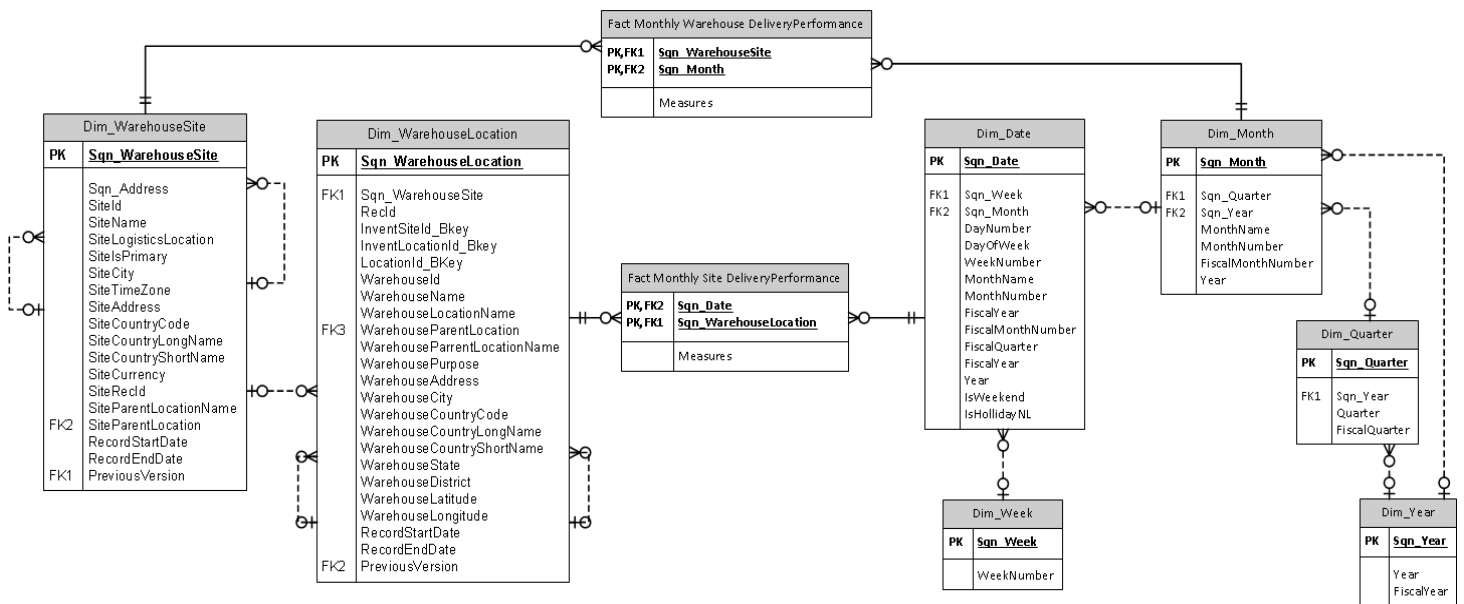 Fact Monthly Warehouse DeliveryPerformance
PK,FK1 Sqn_WarehouseSite
PK,FK2 Sqn_Month
Measures
Dim_WarehouseSite
PK Sqn_WarehouseSite
Sqn_Address
SiteId
SiteName
SiteLogisticsLocation
SiteIsPrimary
SiteCity
SiteTimeZone
SiteAddress
SiteCountryCode
SiteCountryLongName
SiteCountryShortName
SiteCurrency
SiteRecId
SiteParentLocationName
FK2 SiteParentLocation
RecordStartDate
RecordEndDate
FK1 PreviousVersion
Dim_WarehouseLocation
PK Sqn_WarehouseLocation
FK1 Sqn_WarehouseSite
RecId
InventSiteId_Bkey
InventLocationId_Bkey
LocationId_BKey
WarehouseId
WarehouseName
WarehouseLocationName
FK3 WarehouseParentLocation
WarehouseParrentLocationName
WarehousePurpose
WarehouseAddress
WarehouseCity
WarehouseCountryCode
WarehouseCountryLongName
WarehouseCountryShortName
WarehouseState
WarehouseDistrict
WarehouseLatitude
WarehouseLongitude
RecordStartDate
RecordEndDate
FK2 PreviousVersion
Fact Monthly Site DeliveryPerformance
PK,FK2 Sqn_Date
PK,FK1 Sqn_WarehouseLocation
Measures
Dim_Date
PK Sqn_Date
FK1 Sqn_Week
FK2 Sqn_Month
DayNumber
DayOfWeek
WeekNumber
MonthName
MonthNumber
FiscalYear
FiscalMonthNumber
FiscalQuarter
FiscalYear
Year
IsWeekend
IsHollidayNL
Dim_Month
PK Sqn_Month
FK1 Sqn_Quarter
FK2 Sqn_Year
MonthName
MonthNumber
FiscalMonthNumber
Year
Dim_Quarter
PK Sqn_Quarter
FK1 Sqn_Year
Quarter
FiscalQuarter
Dim_Week
PK Sqn_Week
WeekNumber
Dim_Year
PK Sqn_Year
Year
FiscalYear